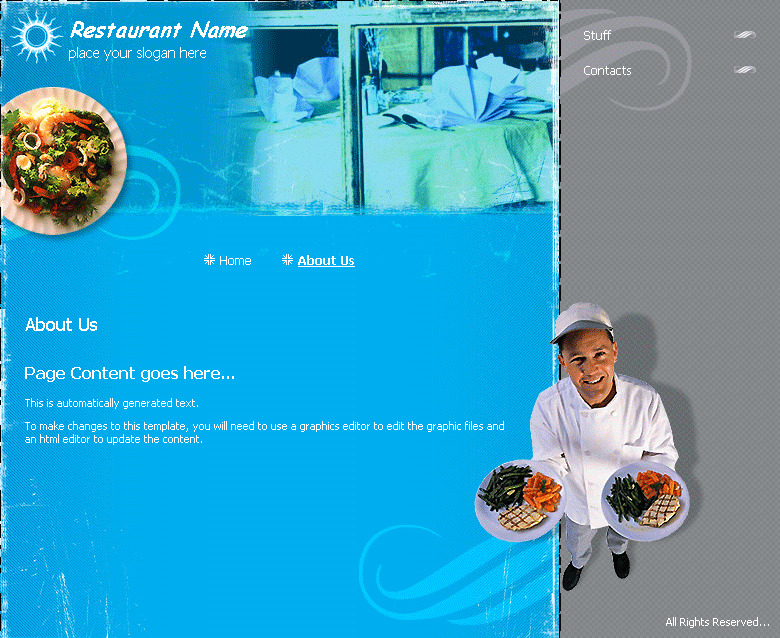 Restaurant Name
place your slogan here
Stuff
Contacts
Home
About Us
About Us
Page Content goes here...
This is automatically generated text.
To make changes to this template, you will need to use a graphics editor to edit the graphic files and
an html editor to update the content.
All Rights Reserved...